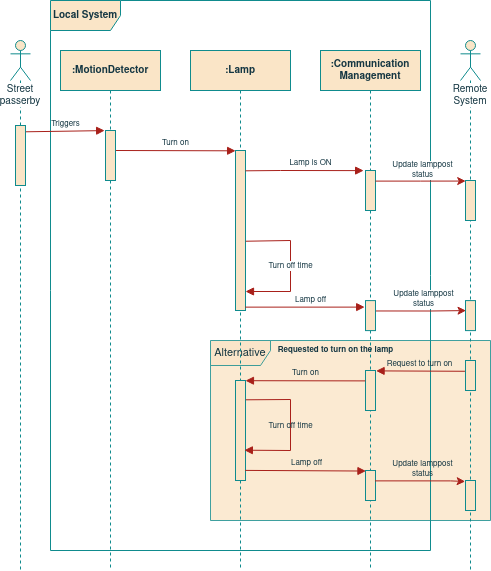 Local System
Street
passerby
:MotionDetector
:Lamp
:Communication
Management
Remote
System
Triggers
Turn on
Lamp is ON
Update lamppost
status
Turn off time
Lamp off
Update lamppost
status
Alternative
Requested to turn on the lamp
Request to turn on
Turn on
Turn off time
Lamp off
Update lamppost
status